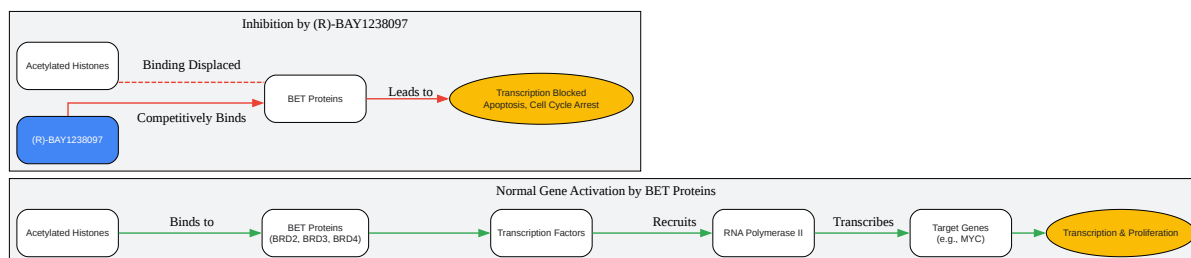 Inhibition by (R)-BAY1238097
Acetylated Histones
Binding Displaced
BET Proteins
Leads to
Transcription Blocked
Apoptosis, Cell Cycle Arrest
Competitively Binds
(R)-BAY1238097
Normal Gene Activation by BET Proteins
Acetylated Histones
Binds to
BET Proteins
(BRD2, BRD3, BRD4)
Transcription Factors
Recruits
RNA Polymerase II
Transcribes
Target Genes
(e.g., MYC)
Transcription & Proliferation